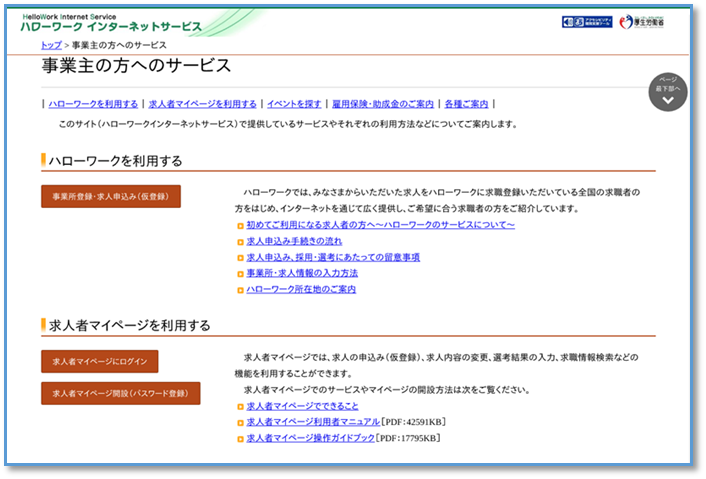 HelloWork Internet Service
ハローワーク インターネットサービス
厚生労働省
トップ > 事業主の方へのサービス
事業主の方へのサービス
ページ
最下部へ
| ハローワークを利用する | 求人者マイページを利用する | イベントを探す | 雇用保険・助成金のご案内 | 各種ご案内 |
このサイト(ハローワークインターネットサービス)で提供しているサービスやそれぞれの利用方法などについてご案内します。
ハローワークを利用する
事業所登録・求人申込み(仮登録)
ハローワークでは、みなさまからいただいた求人をハローワークに求職登録いただいている全国の求職者の
方をはじめ、インターネットを通じて広く提供し、ご希望に合う求職者の方をご紹介しています。
初めてご利用になる求人者の方へ~ハローワークのサービスについて~
求人申込み手続きの流れ
求人申込み、採用・選考にあたっての留意事項
事業所・求人情報の入力方法
ハローワーク所在地のご案内
求人者マイページを利用する
求人者マイページにログイン
求人者マイページ開設(パスワード登録)
求人者マイページでは、求人の申込み(仮登録)、求人内容の変更、選考結果の入力、求職情報検索などの
機能を利用することができます。
求人者マイページでのサービスやマイページの開設方法は次をご覧ください。
求人者マイページでできること
求人者マイページ利用者マニュアル[PDF:42591KB]
求人者マイページ操作ガイドブック[PDF:17795KB]